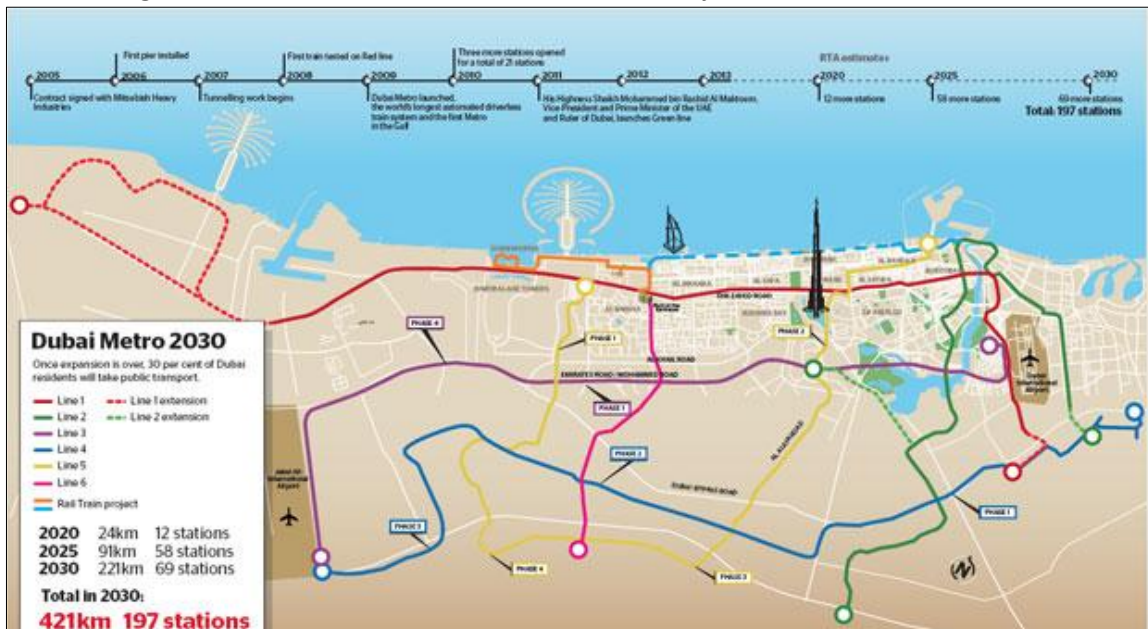 First pier installed
First train tested on Red line
Three more stations opened
for a total of 21 stations
RTA estimates
2005
2006
2007
2008
2009
2010
2011
2012
2013
2020
2025
2030
Contract signed with Mitsubishi Heavy
Industries
Tunnelling work begins
Dubai Metro launched,
the world's longest automated driverless
train system and the first Metro
in the Gulf
His Highness Sheikh Mohammed bin Rashid Al Maktoum,
Vice President and Prime Minister of the UAE
and Ruler of Dubai, launches Green line
12 more stations
58 more stations
69 more stations
Total: 197 stations
PHASE 4
PHASE 1
PHASE 2
PHASE 1
PHASE 2
PHASE 3
PHASE 4
PHASE 3
PHASE 1
EMIRATES ROAD / MOHAMMED ROAD
Dubai
International
Airport
International
Airport
Dubai Metro 2030
Once expansion is over, 30 per cent of Dubai
residents will take public transport.
Line 1
Line 1 extension
Line 2
Line 2 extension
Line 3
Line 4
Line 5
Line 6
Rail Train project
2020 24km 12 stations
2025 91km 58 stations
2030 221km 69 stations
Total in 2030:
421km 197 stations